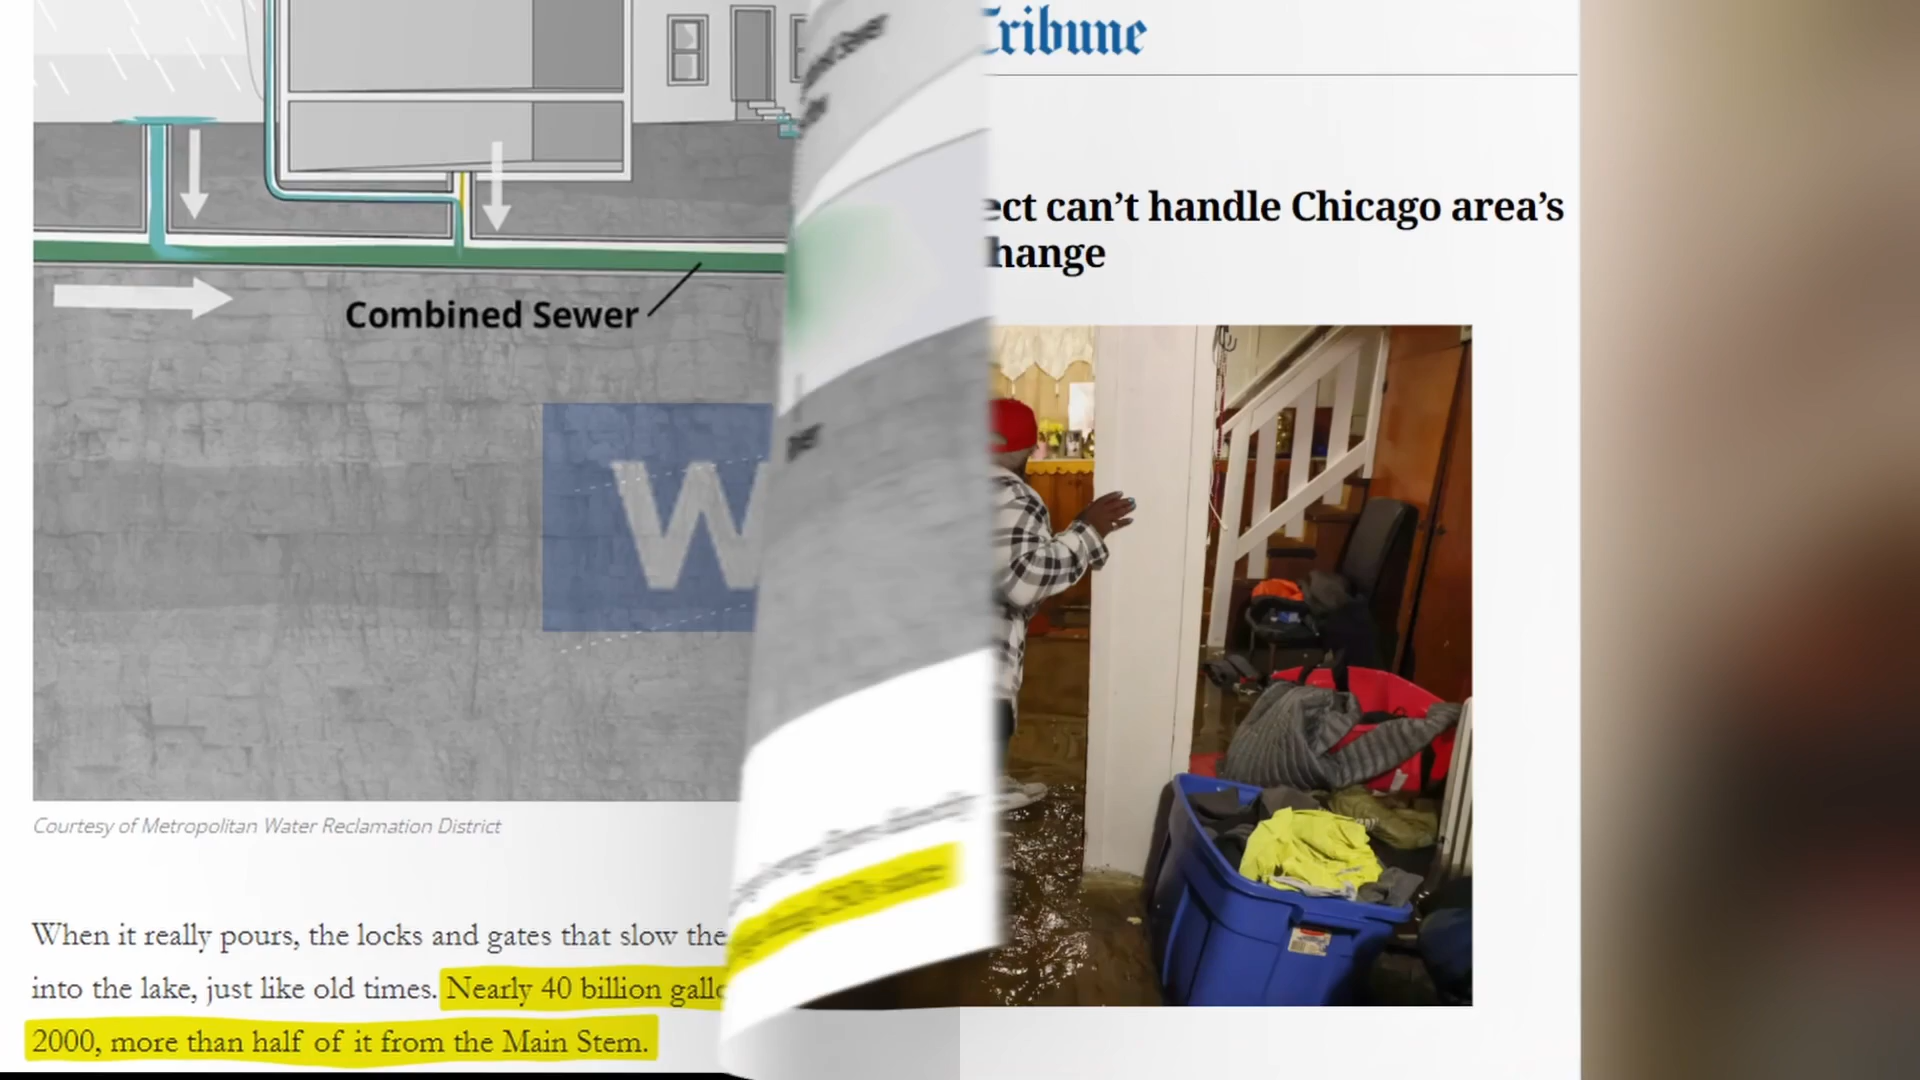 Tribune
ect can't handle Chicago area's
hange
Combined Sewer
W
Courtesy of Metropolitan Water Reclamation District
When it really pours, the locks and gates that slow the
into the lake, just like old times. Nearly 40 billion gallo
2000, more than half of it from the Main Stem.